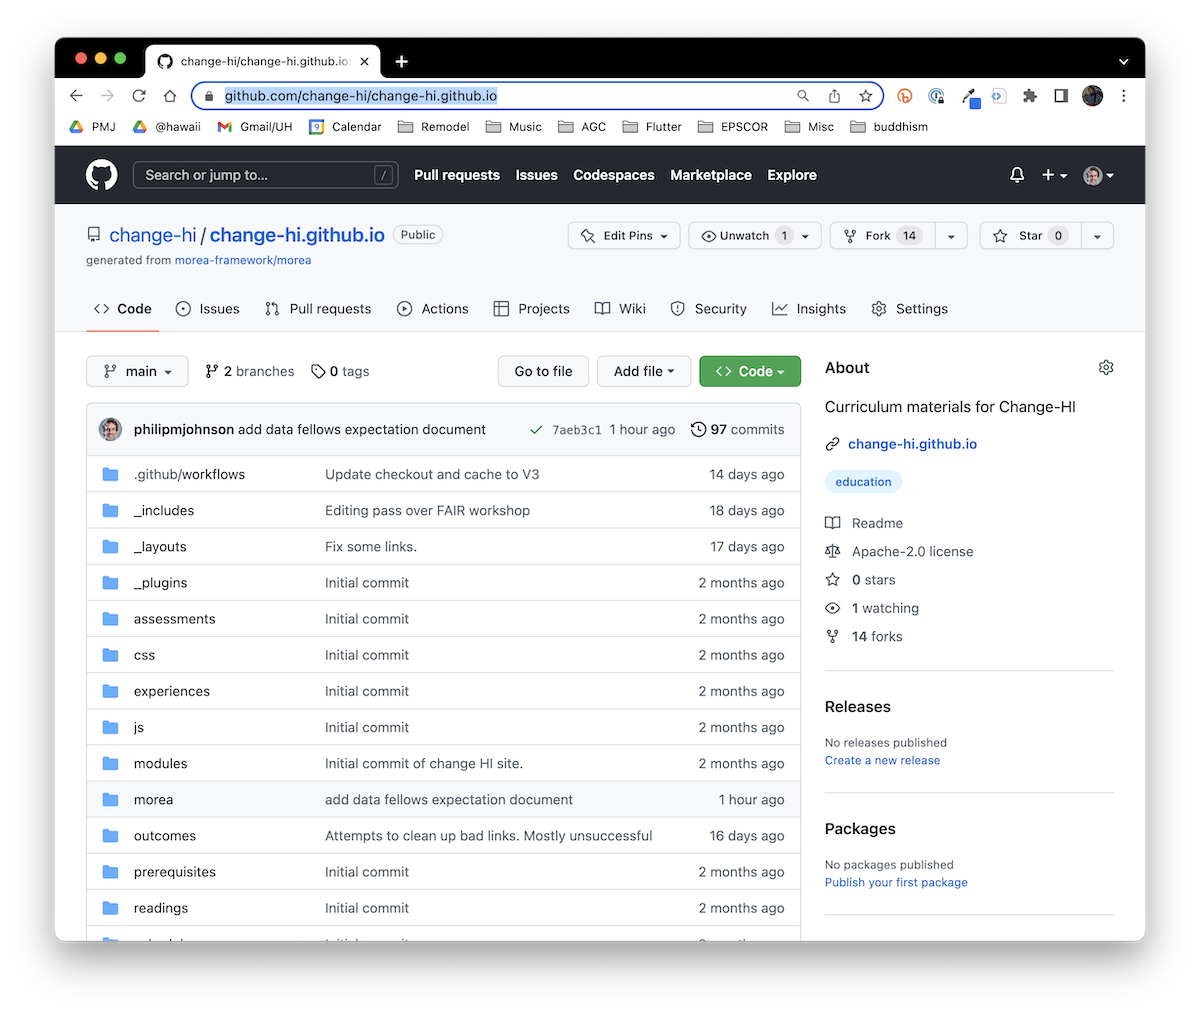 change-hi/change-hi.github.io:
github.com/change-hi/change-hi.github.io
PMJ @hawaii Gmail/UH 9 Calendar Remodel Music AGC Flutter EPSCOR Misc buddhism
Search or jump to... / Pull requests Issues Codespaces Marketplace Explore
change-hi / change-hi.github.io Public Edit Pins Unwatch 1 Fork 14 Star 0
generated from morea-framework/morea
Code Issues Pull requests Actions Projects Wiki Security Insights Settings
main 2 branches 0 tags Go to file Add file Code
philipmjohnson add data fellows expectation document 7aeb3c1 1 hour ago 97 commits
.github/workflows Update checkout and cache to V3 14 days ago
_includes Editing pass over FAIR workshop 18 days ago
_layouts Fix some links. 17 days ago
_plugins Initial commit 2 months ago
assessments Initial commit 2 months ago
css Initial commit 2 months ago
experiences Initial commit 2 months ago
js Initial commit 2 months ago
modules Initial commit of change HI site. 2 months ago
morea add data fellows expectation document 1 hour ago
outcomes Attempts to clean up bad links. Mostly unsuccessful 16 days ago
prerequisites Initial commit 2 months ago
readings Initial commit 2 months ago
About
Curriculum materials for Change-HI
change-hi.github.io
education
Readme
Apache-2.0 license
0 stars
1 watching
14 forks
Releases
No releases published
Create a new release
Packages
No packages published
Publish your first package